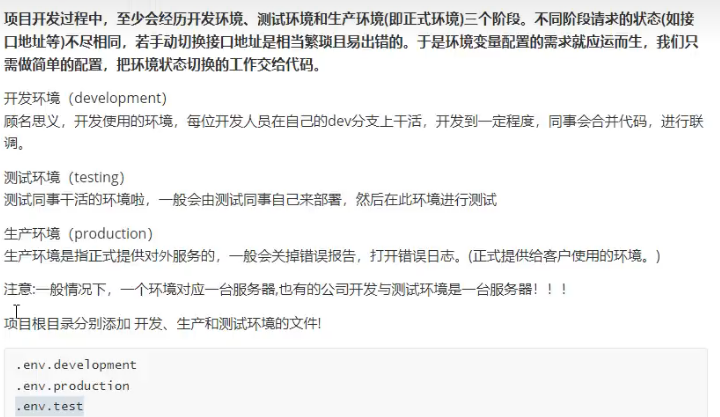 项目开发过程中，至少会经历开发环境、测试环境和生产环境(即正式环境)三个阶段。不同阶段请求的状态(如接
口地址等)不尽相同，若手动切换接口地址是相当繁琐且易出错的。于是环境变量配置的需求就应运而生，我们只
需做简单的配置，把环境状态切换的工作交给代码。
开发环境（development）
顾名思义，开发使用的环境，每位开发人员在自己的dev分支上干活，开发到一定程度，同事会合并代码，进行联
调。
测试环境（testing）
测试同事干活的环境啦，一般会由测试同事自己来部署，然后在此环境进行测试
生产环境（production）
生产环境是指正式提供对外服务的，一般会关掉错误报告，打开错误日志。(正式提供给客户使用的环境。)
注意:一般情况下，一个环境对应一台服务器,也有的公司开发与测试环境是一台服务器！！！
项目根目录分别添加 开发、生产和测试环境的文件!
.env.development
.env.production
.env.test